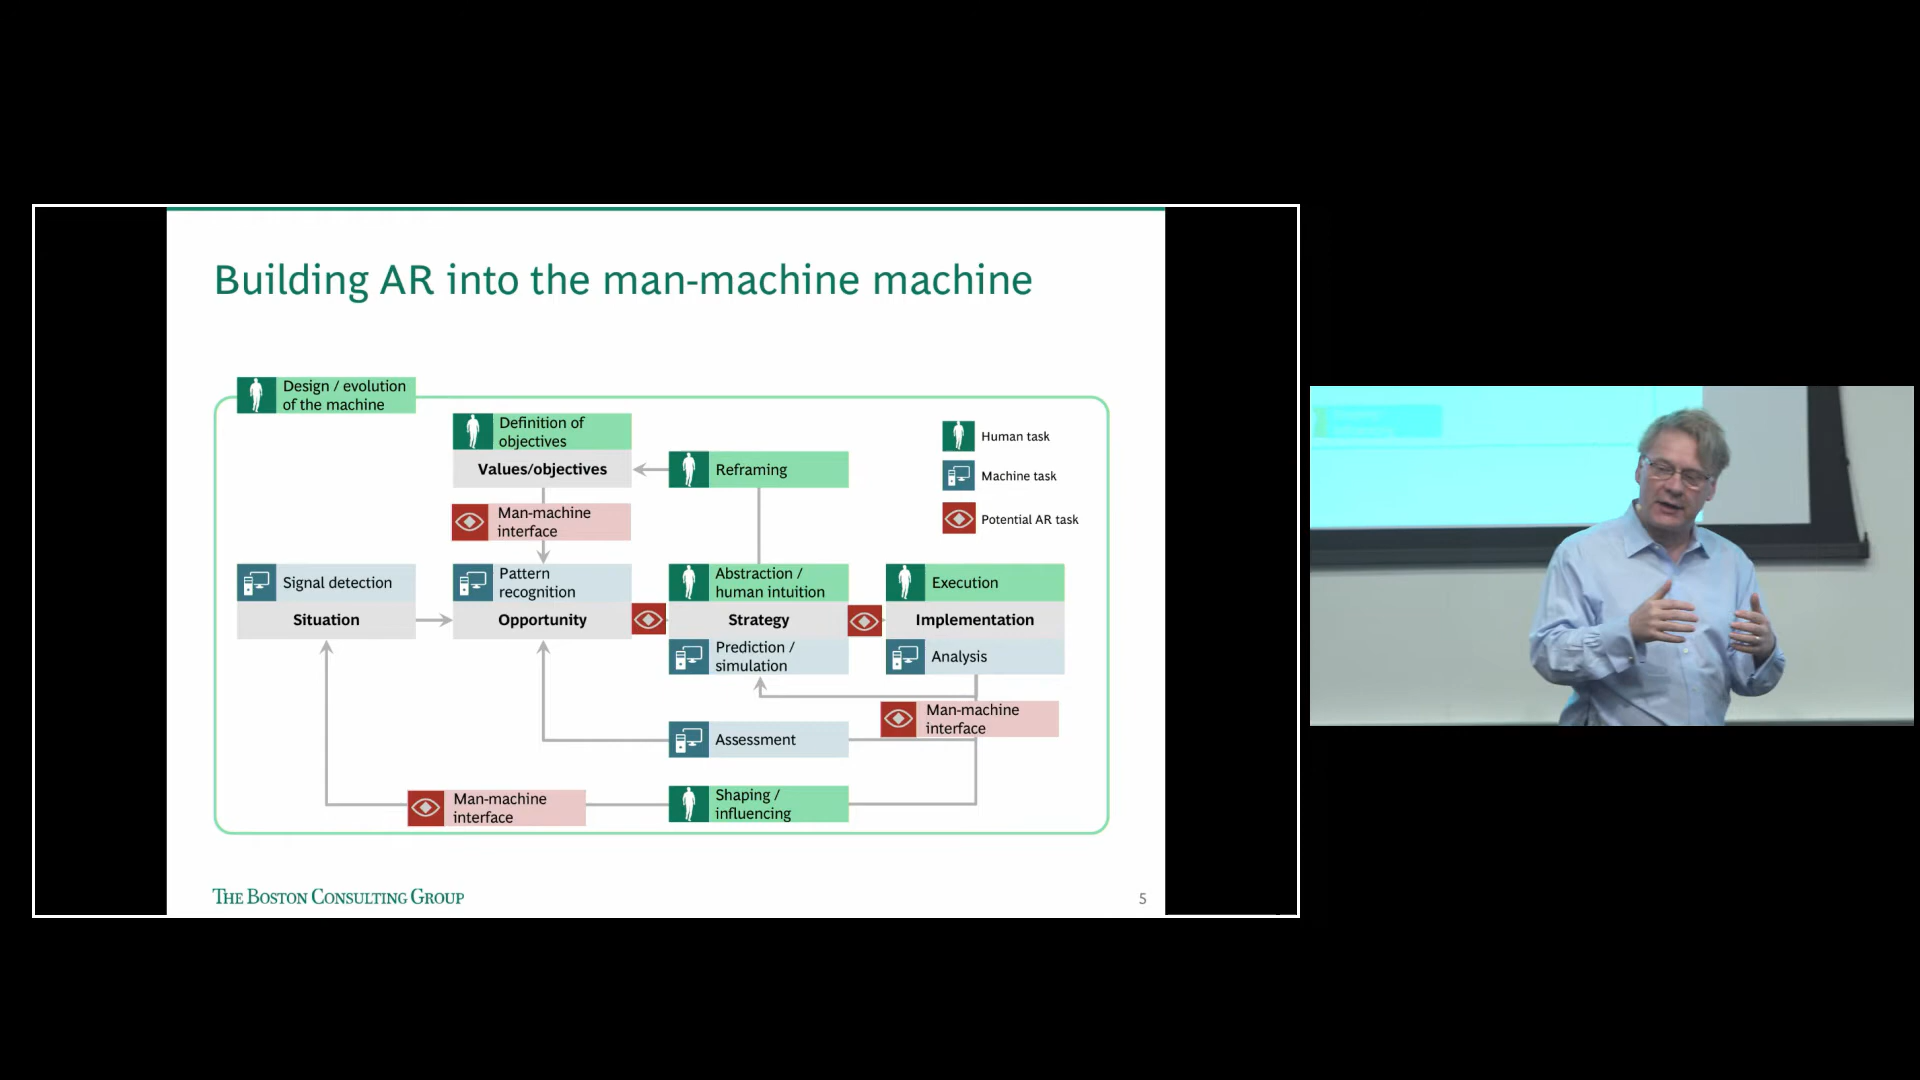 Building AR into the man-machine machine
Design / evolution
of the machine
Definition of
objectives
Values/objectives
Reframing
Human task
Machine task
Potential AR task
Man-machine
interface
Signal detection
Situation
Pattern
recognition
Opportunity
Abstraction /
human intuition
Strategy
Prediction /
simulation
Execution
Implementation
Analysis
Man-machine
interface
Assessment
Man-machine
interface
Shaping /
influencing
THE BOSTON CONSULTING GROUP
5